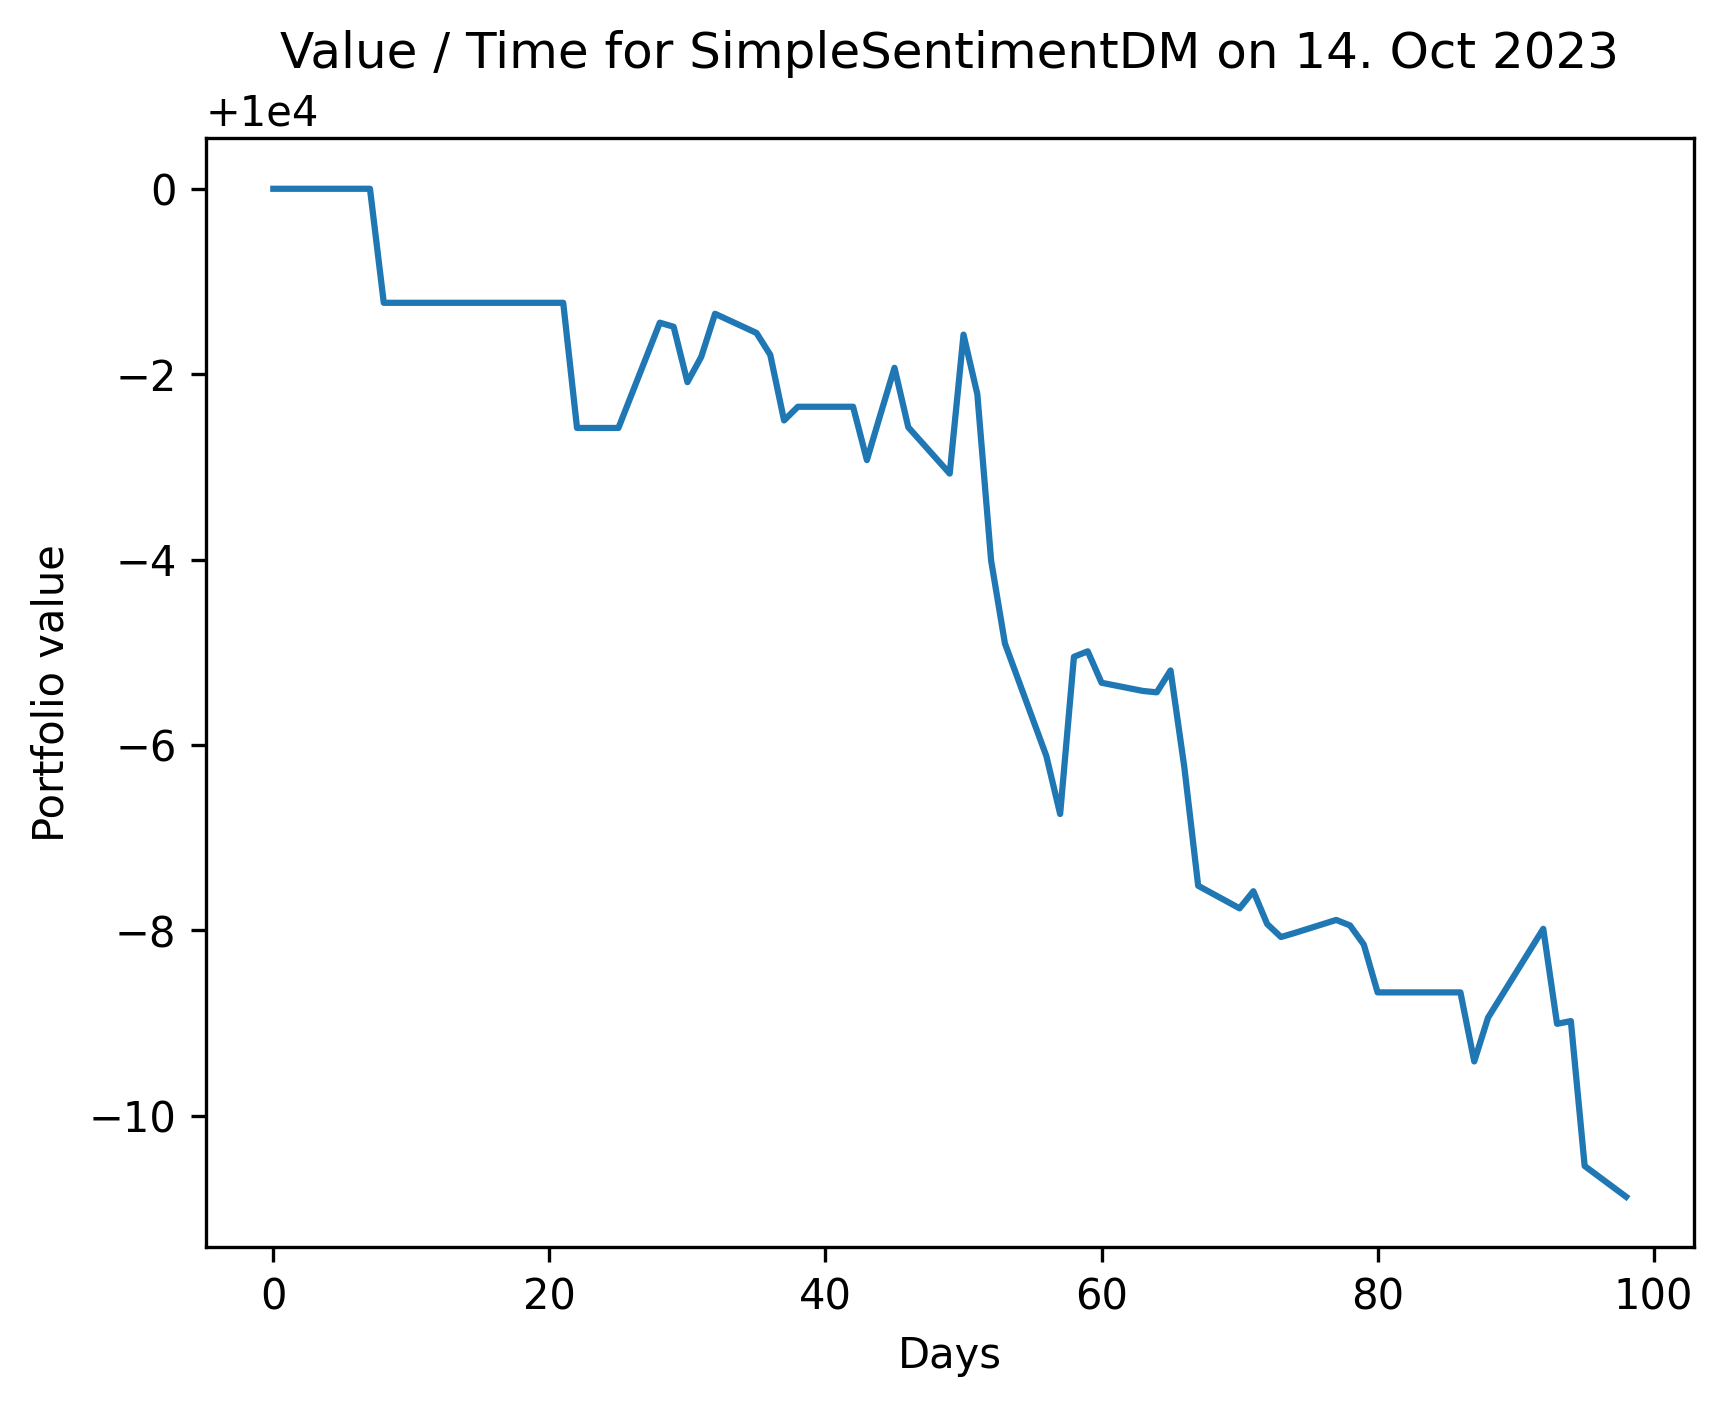 Value / Time for SimpleSentimentDM on 14. Oct 2023
+1e4
0
−2
−4
−6
−8
−10
Portfolio value
0 20 40 60 80 100
Days